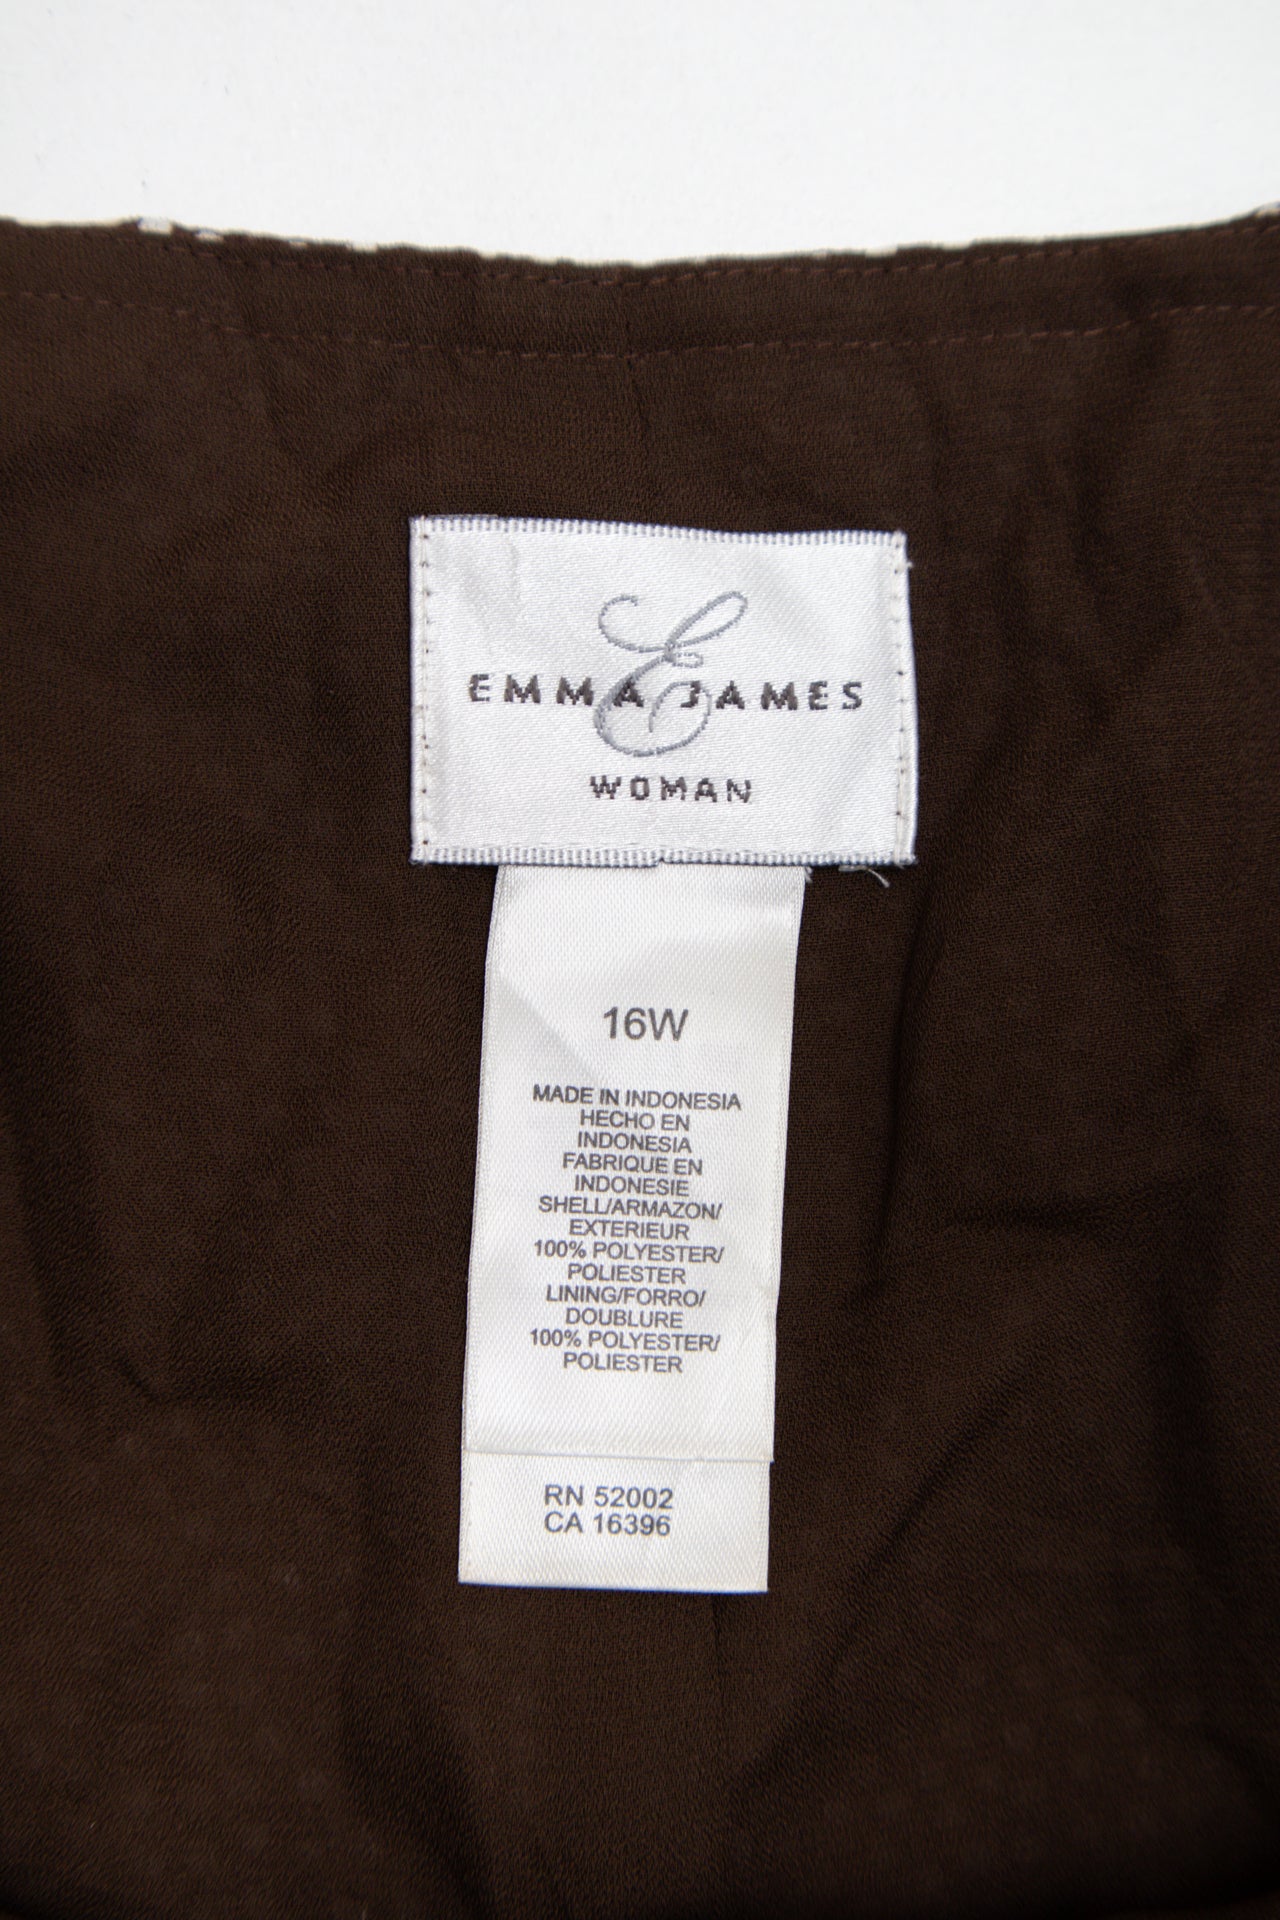 E
EMMA JAMES
WOMAN
16W
MADE IN INDONESIA
HECHO EN
INDONESIA
FABRIQUE EN
INDONESIE
SHELL/ARMAZON/
EXTERIEUR
100% POLYESTER/
POLIESTER
LINING/FORRO/
DOUBLURE
100% POLYESTER/
POLIESTER
RN 52002
CA 16396